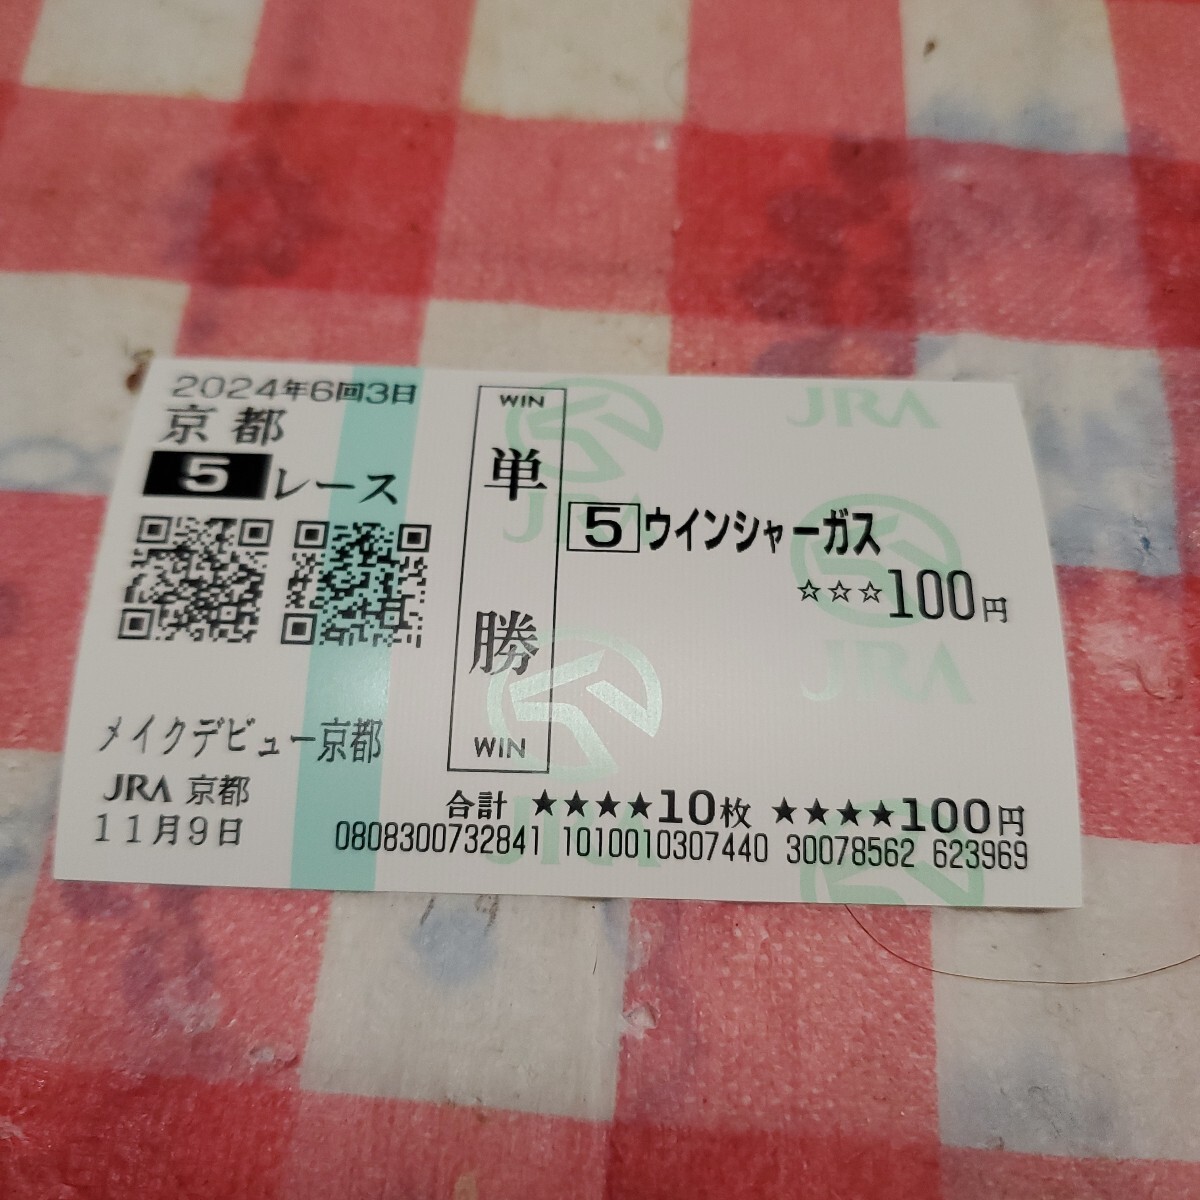 2024年6回3日
京都
5レース
メイクデビュー京都
JRA 京都
11月9日
WIN
単勝
WIN
5 ウインシャーガス
☆☆☆100円
合計 ★★★★10枚 ★★★★100円
0808300732841 1010010307440 30078562 623969
JRA
JRA
JRA
JRA
JRA